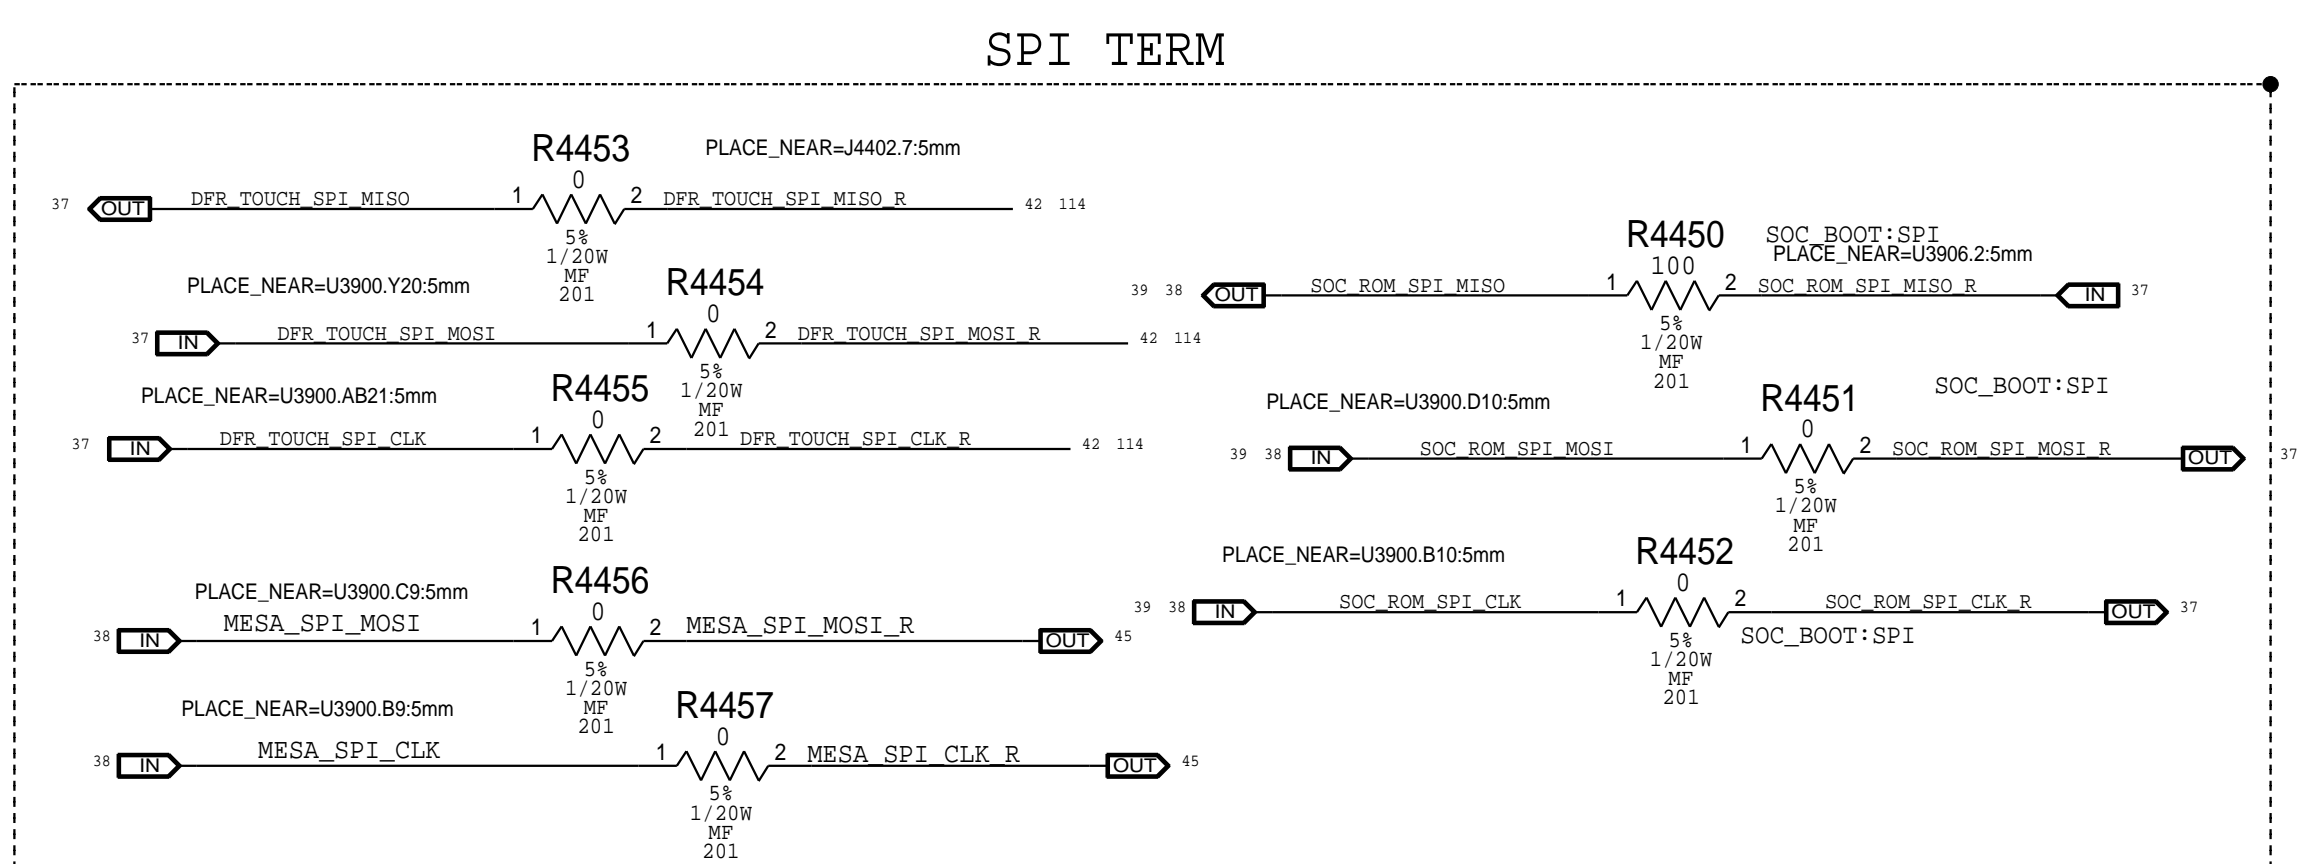 SPI TERM
R4453
PLACE_NEAR=J4402.7:5mm
0
37 OUT DFR_TOUCH_SPI_MISO 1 2 DFR_TOUCH_SPI_MISO_R 42 114
5%
1/20W
MF
201
PLACE_NEAR=U3900.Y20:5mm
R4454
0
37 IN DFR_TOUCH_SPI_MOSI 1 2 DFR_TOUCH_SPI_MOSI_R 42 114
5%
1/20W
MF
201
PLACE_NEAR=U3900.AB21:5mm
R4455
0
37 IN DFR_TOUCH_SPI_CLK 1 2 DFR_TOUCH_SPI_CLK_R 42 114
5%
1/20W
MF
201
PLACE_NEAR=U3900.C9:5mm
R4456
0
38 IN MESA_SPI_MOSI 1 2 MESA_SPI_MOSI_R OUT 45
5%
1/20W
MF
201
PLACE_NEAR=U3900.B9:5mm
R4457
0
38 IN MESA_SPI_CLK 1 2 MESA_SPI_CLK_R OUT 45
5%
1/20W
MF
201
R4450
SOC_BOOT:SPI
PLACE_NEAR=U3906.2:5mm
100
39 38 OUT SOC_ROM_SPI_MISO 1 2 SOC_ROM_SPI_MISO_R IN 37
5%
1/20W
MF
201
SOC_BOOT:SPI
PLACE_NEAR=U3900.D10:5mm
R4451
0
39 38 IN SOC_ROM_SPI_MOSI 1 2 SOC_ROM_SPI_MOSI_R OUT 37
5%
1/20W
MF
201
PLACE_NEAR=U3900.B10:5mm
R4452
0
39 38 IN SOC_ROM_SPI_CLK 1 2 SOC_ROM_SPI_CLK_R OUT 37
5%
SOC_BOOT:SPI
1/20W
MF
201